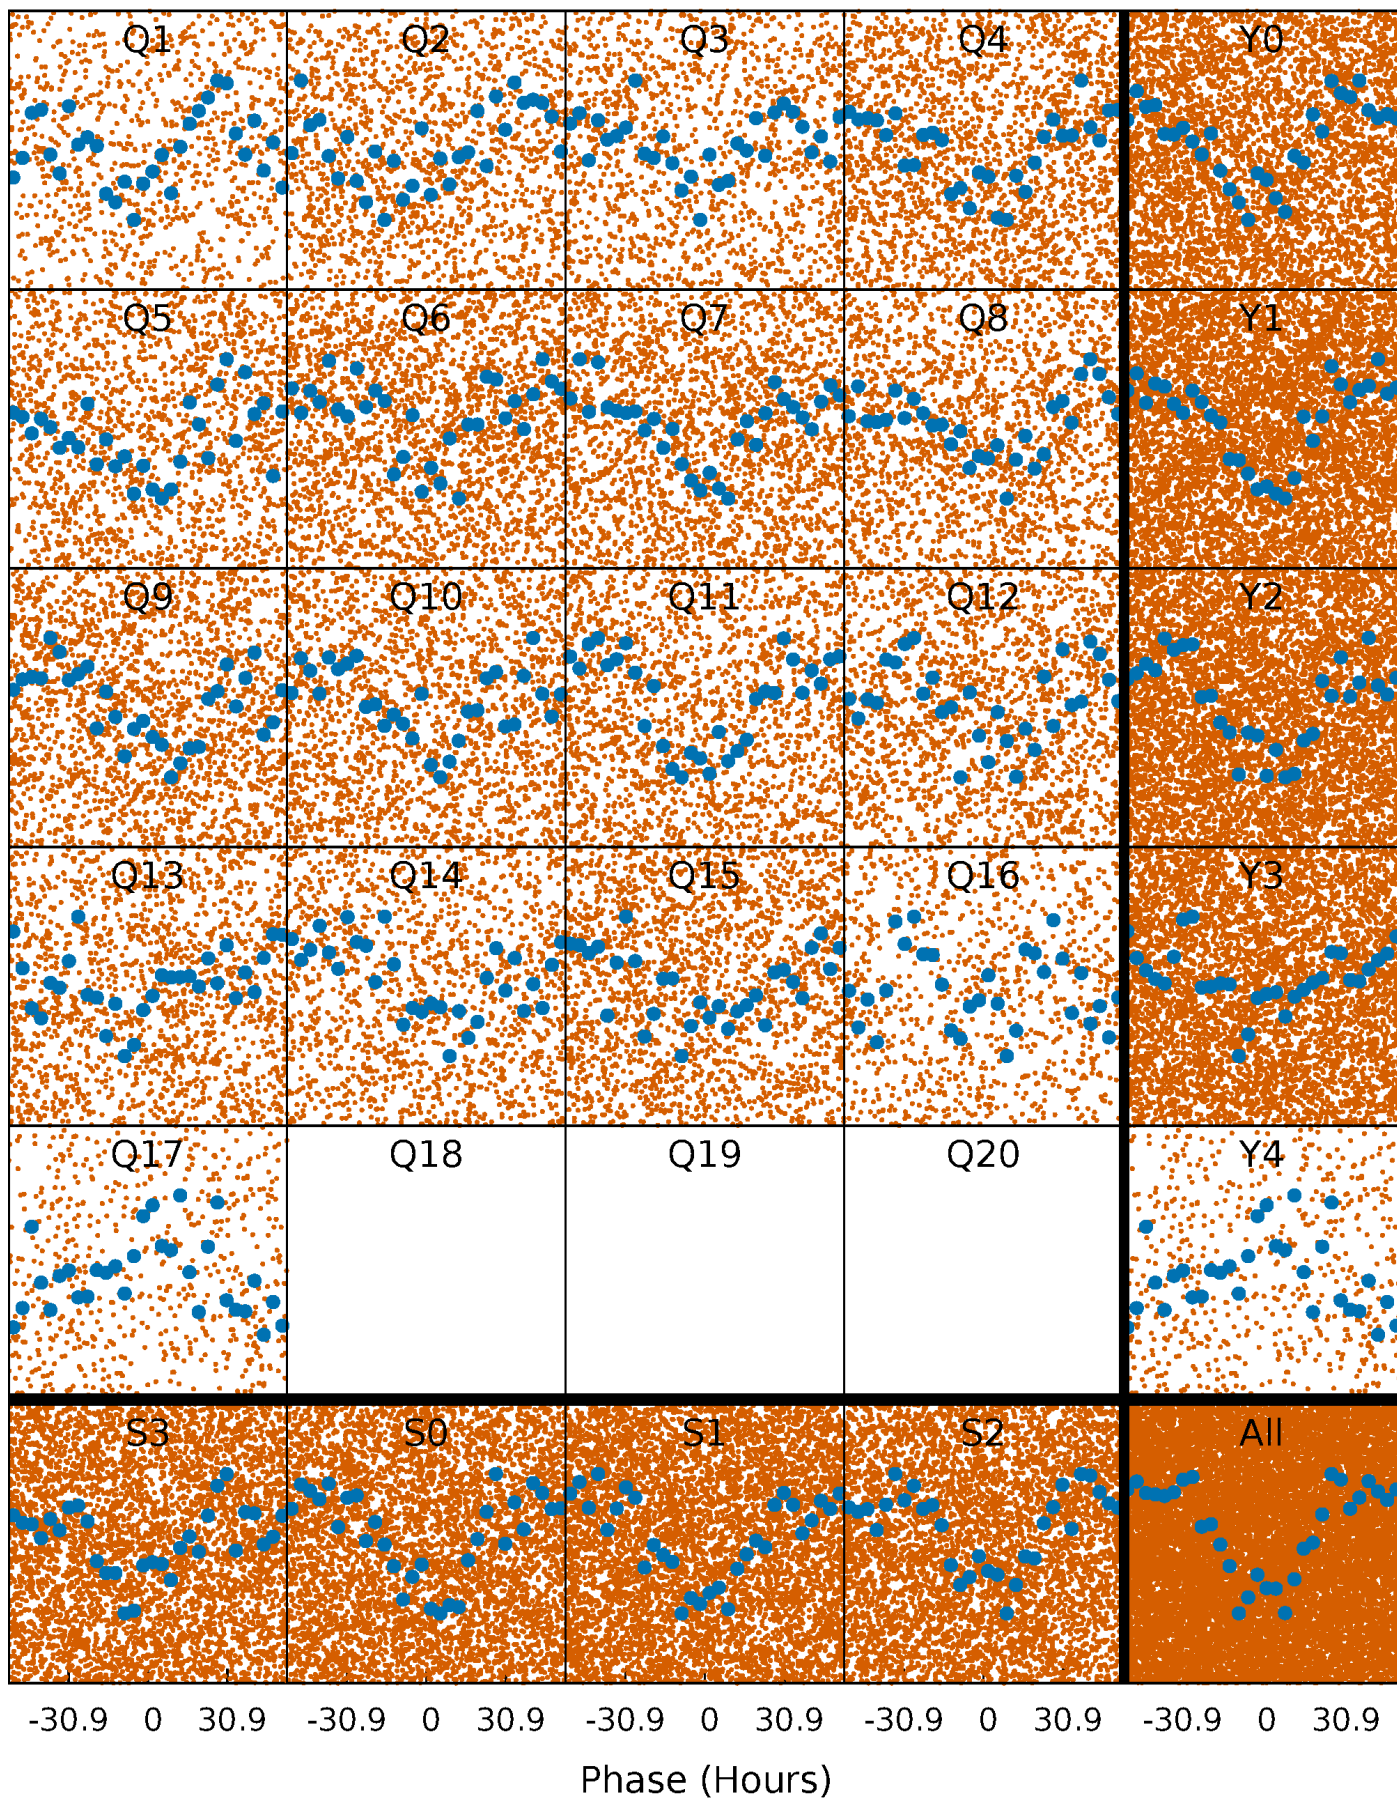 Q1 Q2 Q3 Q4 Y0
Q5 Q6 Q7 Q8 Y1
Q9 Q10 Q11 Q12 Y2
Q13 Q14 Q15 Q16 Y3
Q17 Q18 Q19 Q20 Y4
S3 S0 S1 S2 All
-30.9 0 30.9 -30.9 0 30.9 -30.9 0 30.9 -30.9 0 30.9 -30.9 0 30.9
Phase (Hours)